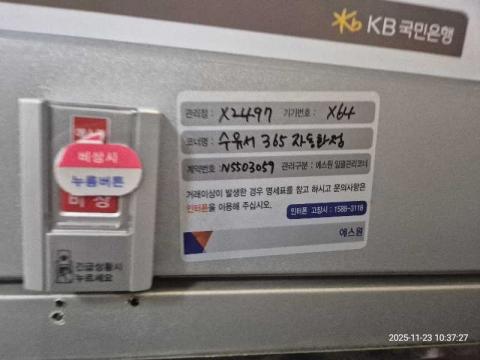 KB 국민은행
관리점 : X2497 기기번호 : X64
코너명 : 수유서 365 자동화점
계약번호 : N5503059 관리구분 : 에스원 일괄관리코너
거래이상이 발생한 경우 명세표를 참고 하시고 문의사항은
인터폰을 이용해 주십시오.
인터폰 고장시 : 1588-3118
에스원
비상시
누름버튼
비상
긴급상황시
누르세요
2025-11-23 10:37:27